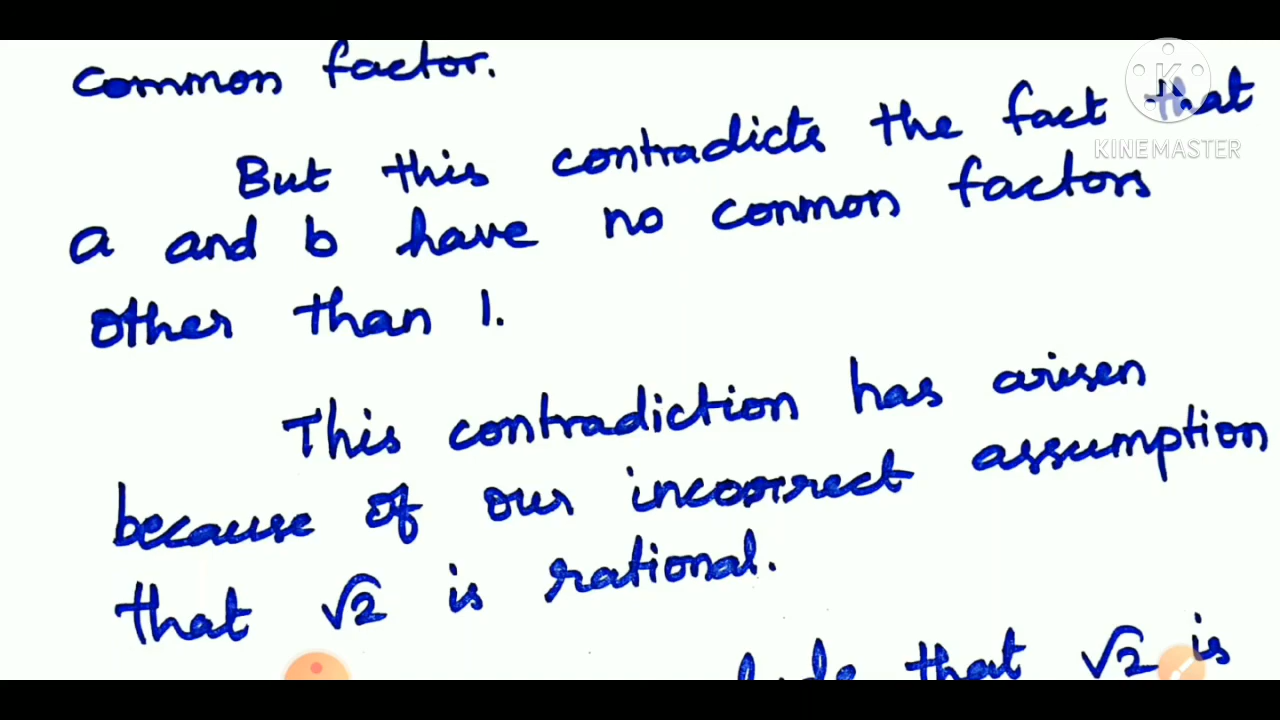 common factor.
But this contradicts the fact that
KINEMASTER
a and b have no common factors
other than 1.
This contradiction has arisen
because of our incorrect assumption
that √2 is rational.
that √2 is